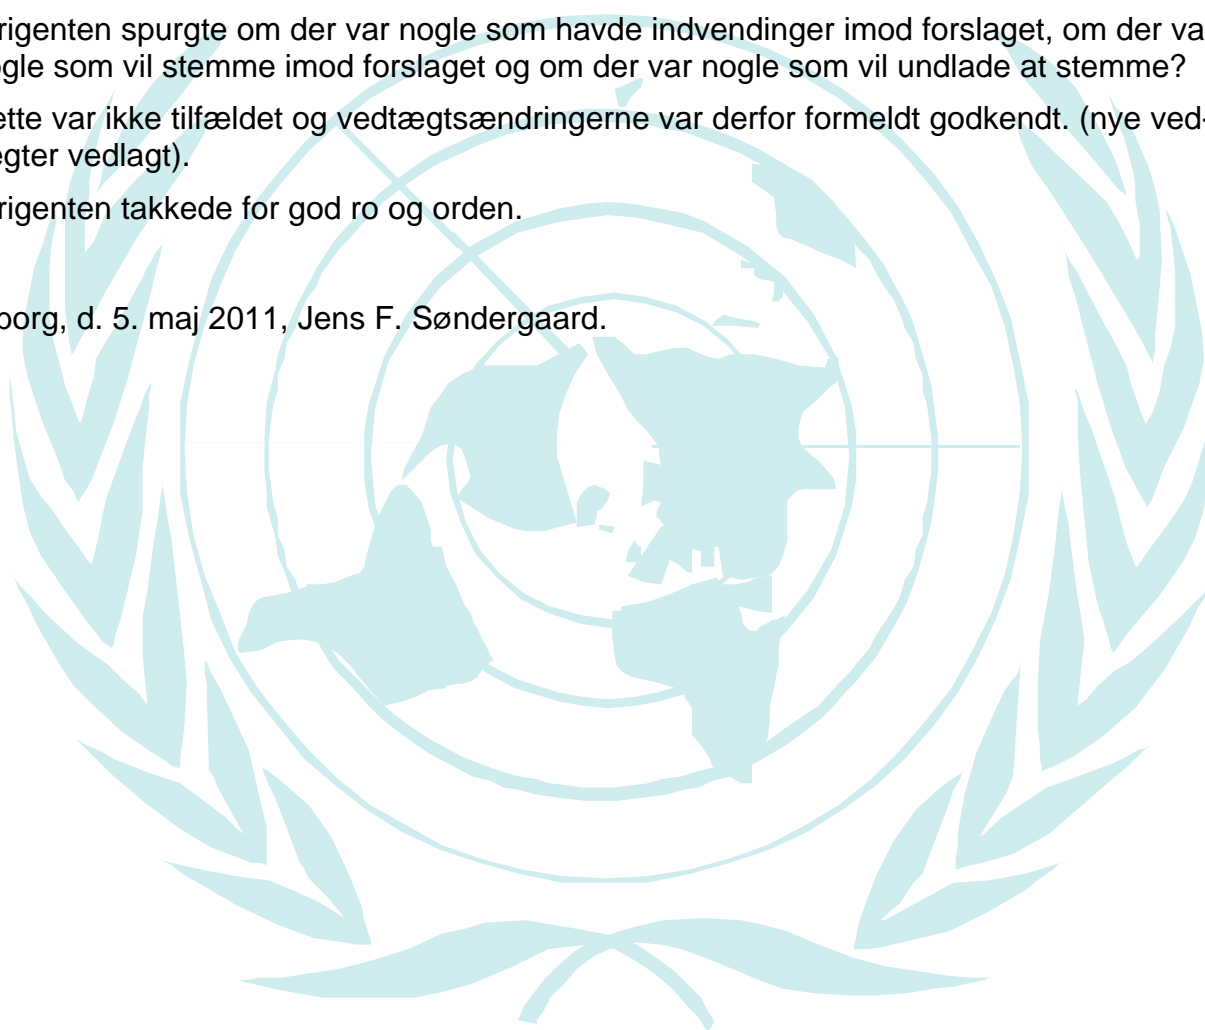 rigenten spurgte om der var nogle som havde indvendinger imod forslaget, om der va
ogle som vil stemme imod forslaget og om der var nogle som vil undlade at stemme?
ette var ikke tilfældet og vedtægtsændringerne var derfor formeldt godkendt. (nye ved-
egter vedlagt).
rigenten takkede for god ro og orden.
borg, d. 5. maj 2011, Jens F. Søndergaard.